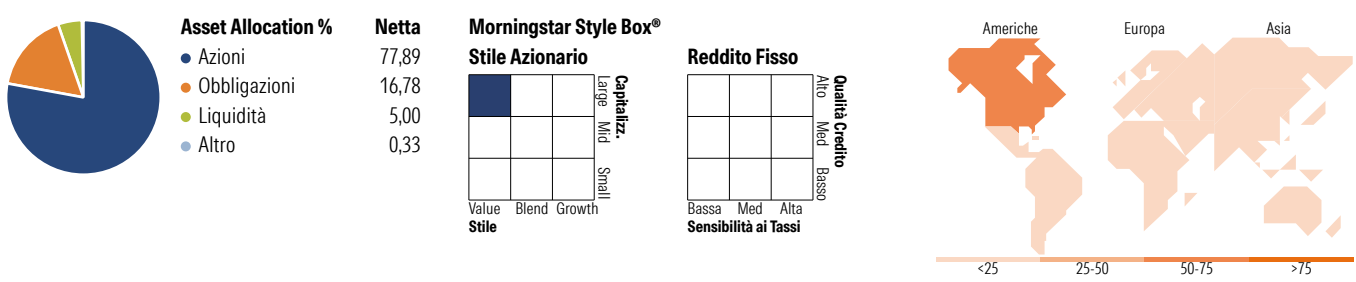 Asset Allocation % Netta
Azioni 77,89
Obbligazioni 16,78
Liquidità 5,00
Altro 0,33
Morningstar Style Box®
Stile Azionario
Large
Mid
Small
Capitalizz.
Value Blend Growth
Stile
Reddito Fisso
Alto
Med
Basso
Qualità Credito
Bassa Med Alta
Sensibilità ai Tassi
Americhe Europa Asia
<25 25-50 50-75 >75